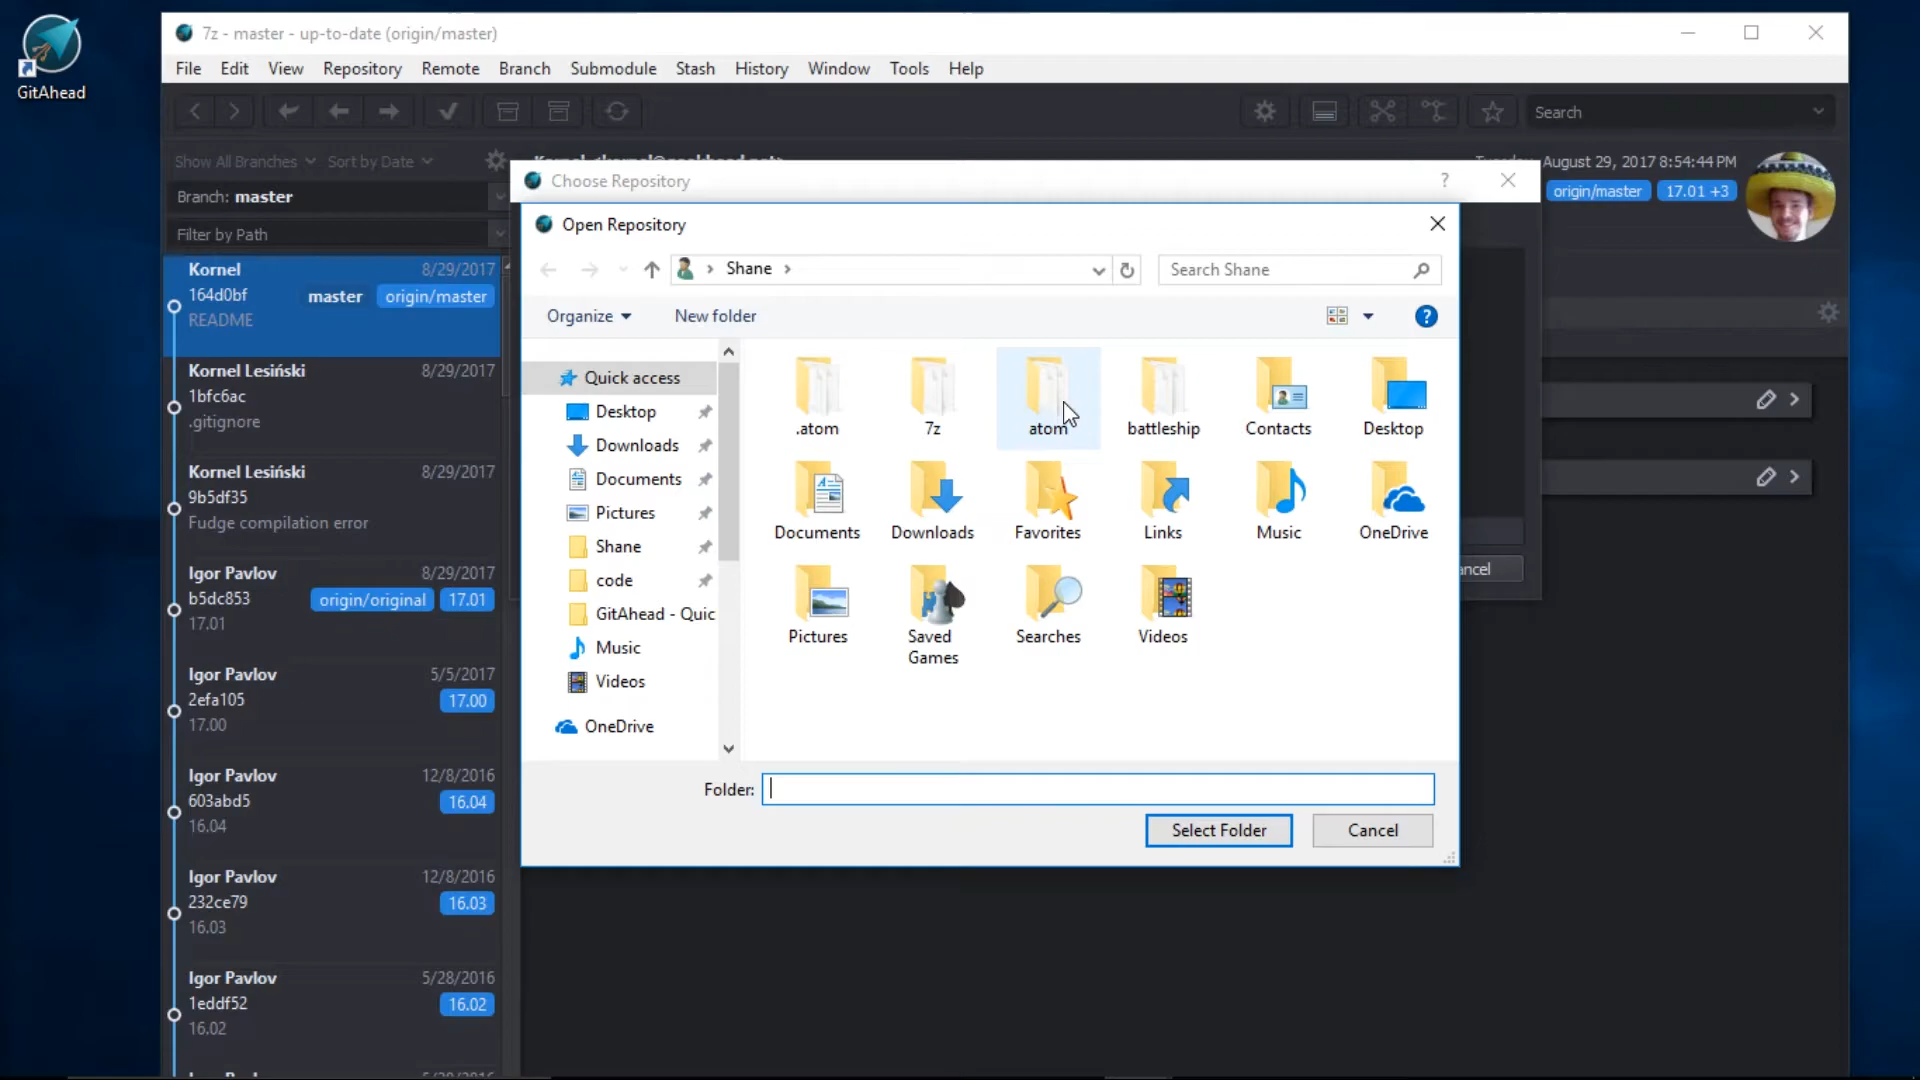 GitAhead
7z - master - up-to-date (origin/master)
File Edit View Repository Remote Branch Submodule Stash History Window Tools Help
Search
Show All Branches Sort by Date
August 29, 2017 8:54:44 PM
Branch: master
origin/master 17.01 +3
Filter by Path
Kornel 8/29/2017
164d0bf master origin/master
README
Kornel Lesiński 8/29/2017
1bfc6ac
.gitignore
Kornel Lesiński 8/29/2017
9b5df35
Fudge compilation error
Igor Pavlov 8/29/2017
b5dc853 origin/original 17.01
17.01
Igor Pavlov 5/5/2017
2efa105 17.00
17.00
Igor Pavlov 12/8/2016
603abd5 16.04
16.04
Igor Pavlov 12/8/2016
232ce79 16.03
16.03
Igor Pavlov 5/28/2016
1eddf52 16.02
16.02
Choose Repository ?
Open Repository
Shane
Search Shane
Organize New folder ?
Quick access
Desktop
Downloads
Documents
Pictures
Shane
code
GitAhead - Quic
Music
Videos
OneDrive
.atom 7z atom battleship Contacts Desktop
Documents Downloads Favorites Links Music OneDrive
Pictures Saved Games Searches Videos
Folder:
Select Folder Cancel
ancel